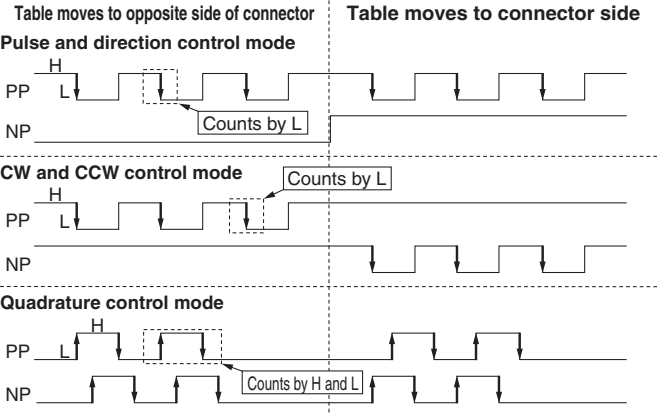 Table moves to opposite side of connector
Table moves to connector side
Pulse and direction control mode
H
PP L
Counts by L
NP
CW and CCW control mode
Counts by L
H
PP L
NP
Quadrature control mode
H
PP L
Counts by H and L
NP